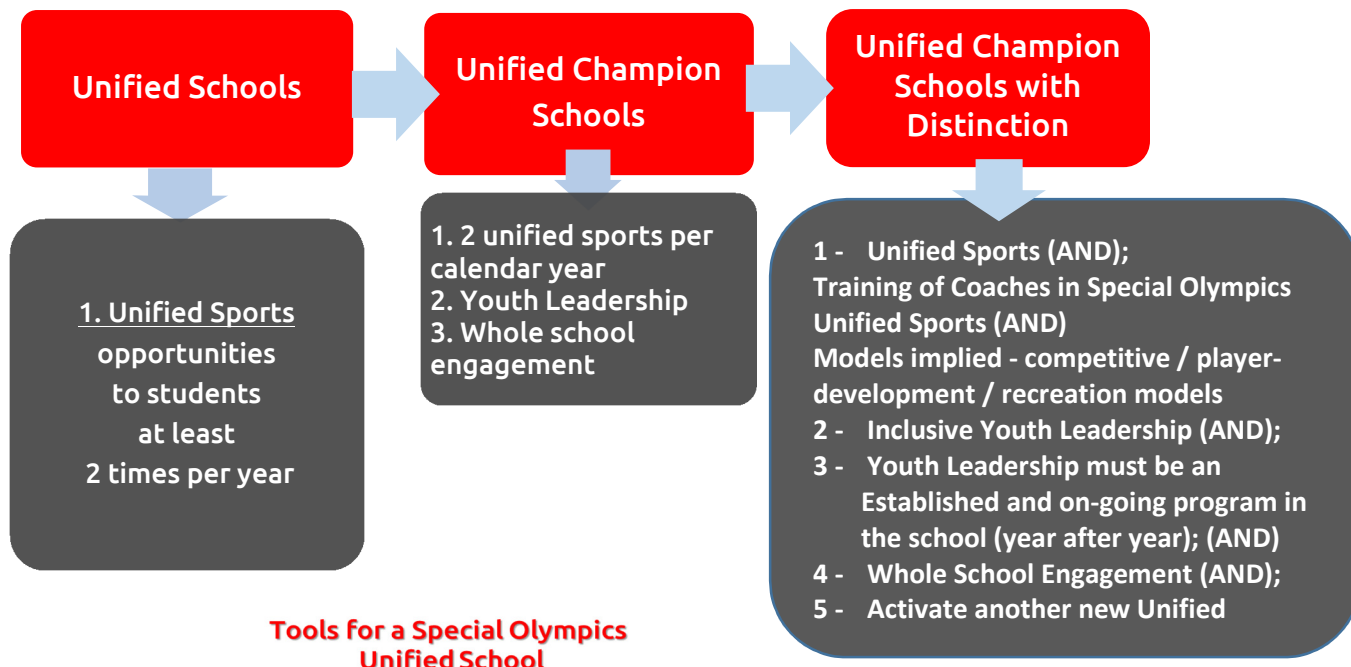 Unified Schools
Unified Champion
Schools
Unified Champion
Schools with
Distinction
1. Unified Sports
opportunities
to students
at least
2 times per year
1. 2 unified sports per
calendar year
2. Youth Leadership
3. Whole school
engagement
1 - Unified Sports (AND);
Training of Coaches in Special Olympics
Unified Sports (AND)
Models implied - competitive / player-
development / recreation models
2 - Inclusive Youth Leadership (AND);
3 - Youth Leadership must be an
Established and on-going program in
the school (year after year); (AND)
4 - Whole School Engagement (AND);
5 - Activate another new Unified
Tools for a Special Olympics
Unified School